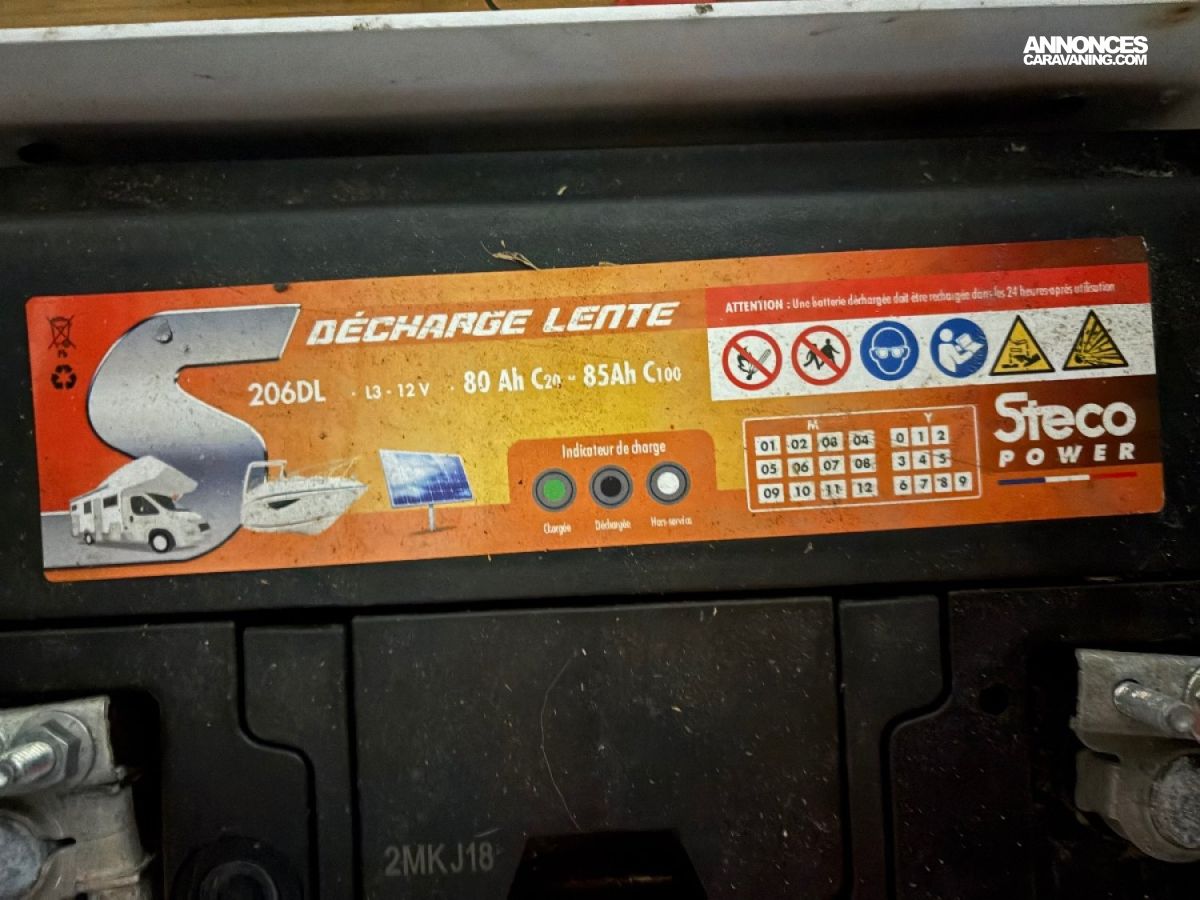 ANNONCES
CARAVANING.COM
DÉCHARGE LENTE
ATTENTION : Une batterie déchargée doit être rechargée dans les 24 heures après utilisation
206DL · L3 - 12 V · 80 Ah C20 - 85Ah C100
Pb
Indicateur de charge
Chargée Déchargée Hors-service
M Y
01 02 03 04 0 1 2
05 06 07 08 3 4 5
09 10 11 12 6 7 8 9
Steco
POWER
2MKJ18